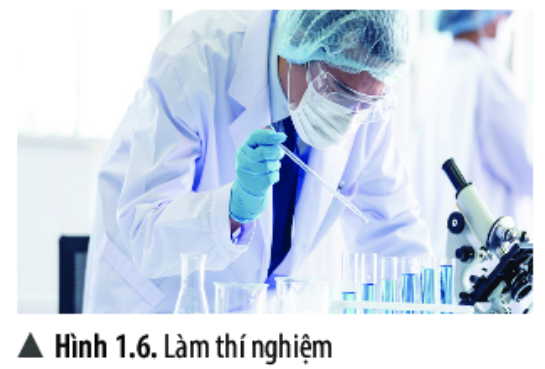 ▲ Hình 1.6. Làm thí nghiệm